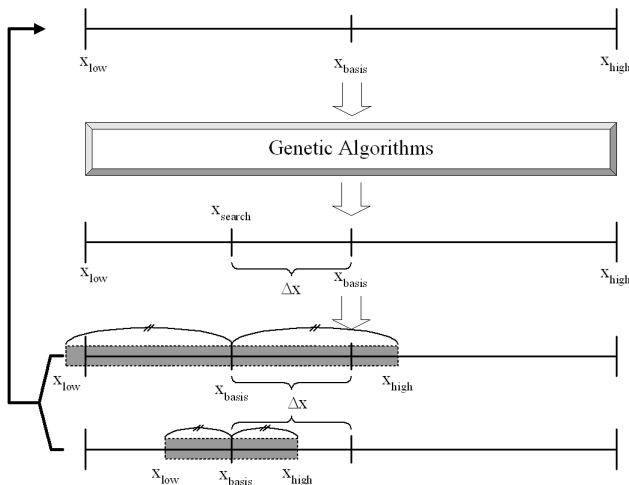 x_low x_basis x_high
Genetic Algorithms
x_search
x_low x_basis x_high
Δx
x_low x_basis x_high
Δx
x_low x_basis x_high